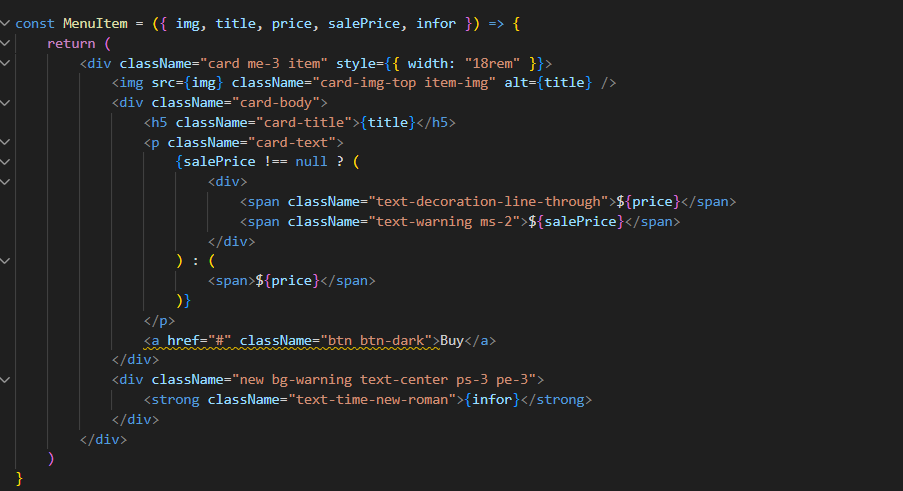 const MenuItem = ({ img, title, price, salePrice, infor }) => {
    return (
        <div className="card me-3 item" style={{ width: "18rem" }}>
            <img src={img} className="card-img-top item-img" alt={title} />
            <div className="card-body">
                <h5 className="card-title">{title}</h5>
                <p className="card-text">
                    {salePrice !== null ? (
                        <div>
                            <span className="text-decoration-line-through">${price}</span>
                            <span className="text-warning ms-2">${salePrice}</span>
                        </div>
                    ) : (
                        <span>${price}</span>
                    )}
                </p>
                <a href="#" className="btn btn-dark">Buy</a>
            </div>
            <div className="new bg-warning text-center ps-3 pe-3">
                <strong className="text-time-new-roman">{infor}</strong>
            </div>
        </div>
    )
}